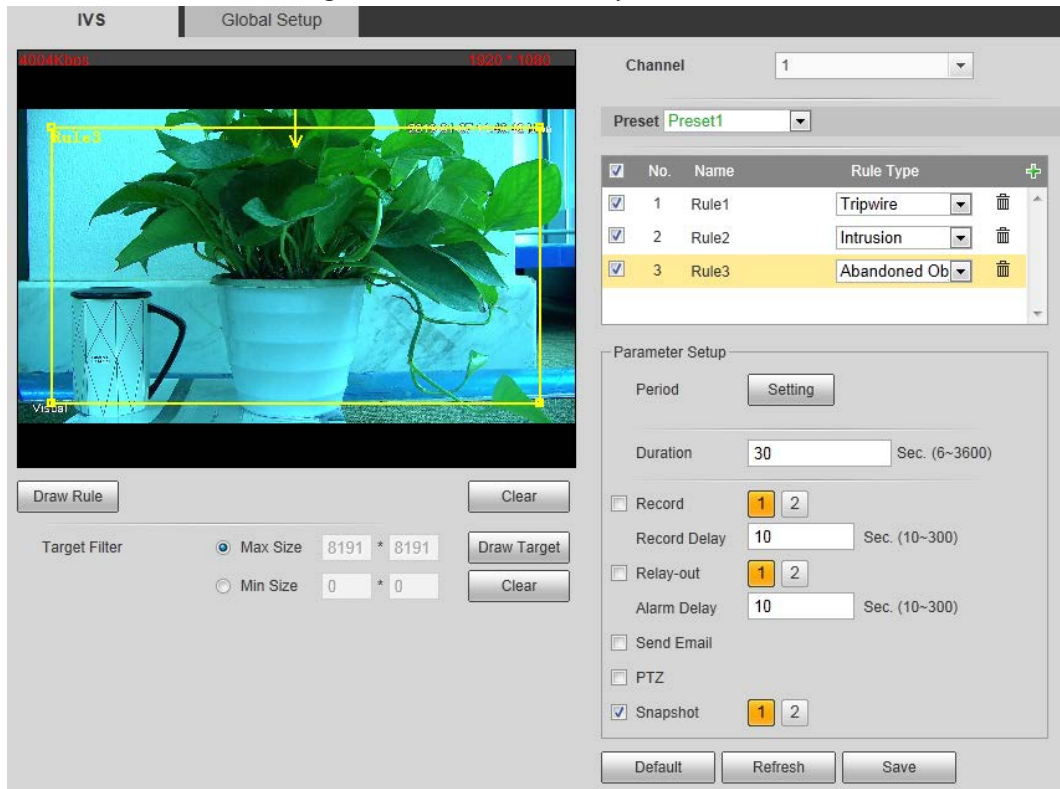 IVS Global Setup
4004Kbps 1920 * 1080
Rule3
Visual
Draw Rule Clear
Target Filter Max Size 8191 * 8191 Draw Target
Min Size 0 * 0 Clear
Channel 1
Preset Preset1
No. Name Rule Type
1 Rule1 Tripwire
2 Rule2 Intrusion
3 Rule3 Abandoned Ob
Parameter Setup
Period Setting
Duration 30 Sec. (6~3600)
Record 1 2
Record Delay 10 Sec. (10~300)
Relay-out 1 2
Alarm Delay 10 Sec. (10~300)
Send Email
PTZ
Snapshot 1 2
Default Refresh Save